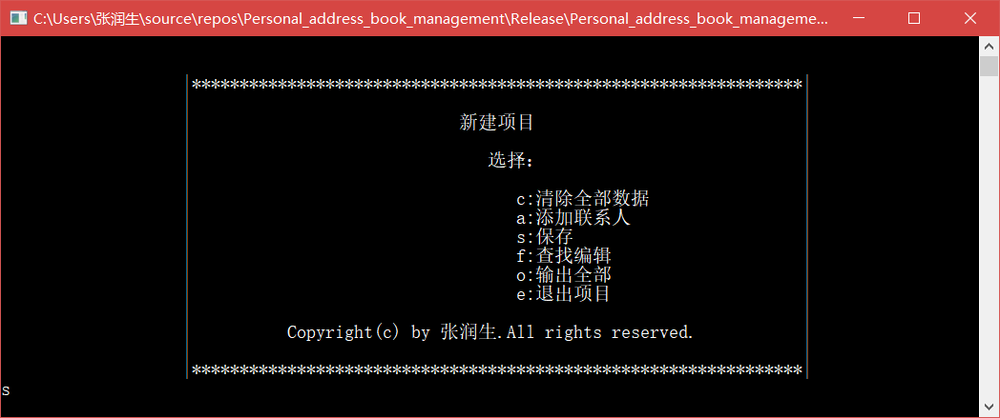 C:\Users\张润生\source\repos\Personal_address_book_management\Release\Personal_address_book_manageme...
****************************************************************
新建项目
选择：
c:清除全部数据
a:添加联系人
s:保存
f:查找编辑
o:输出全部
e:退出项目
Copyright(c) by 张润生.All rights reserved.
****************************************************************
s